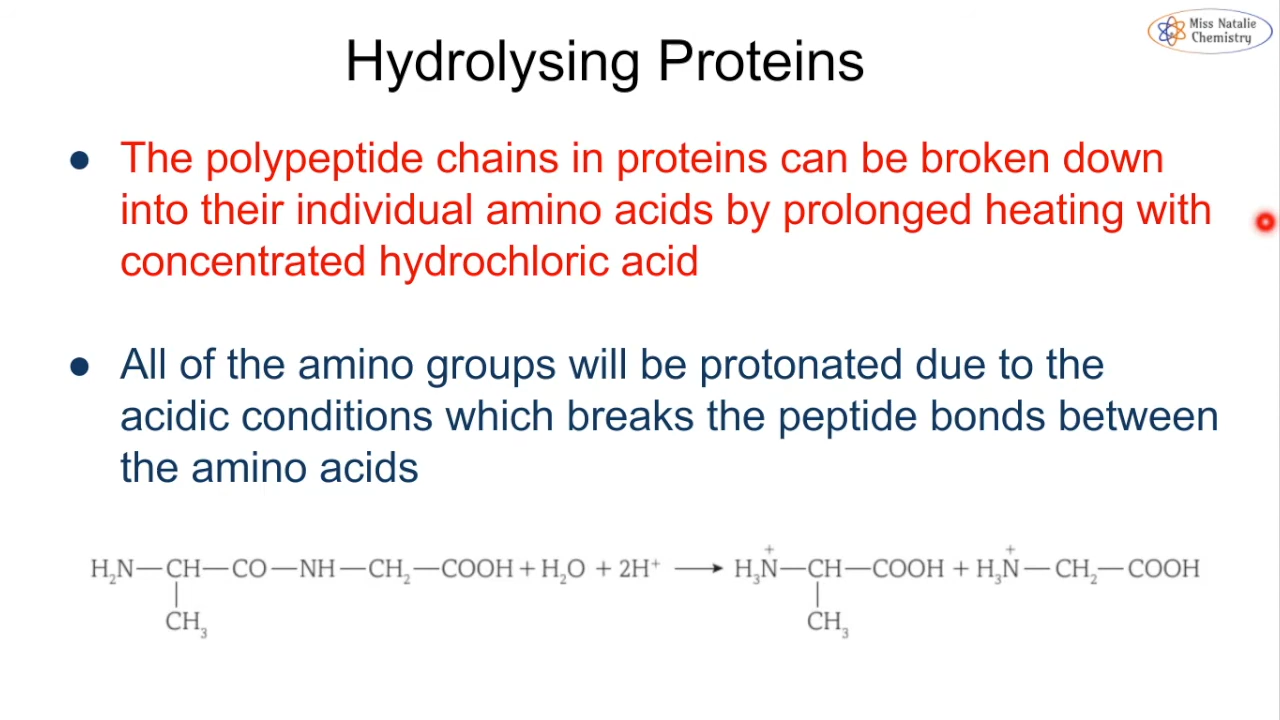 Miss Natalie
Chemistry
Hydrolysing Proteins
● The polypeptide chains in proteins can be broken down
into their individual amino acids by prolonged heating with
concentrated hydrochloric acid
● All of the amino groups will be protonated due to the
acidic conditions which breaks the peptide bonds between
the amino acids
H₂N—CH—CO—NH—CH₂—COOH + H₂O + 2H⁺ ⟶ H₃N⁺—CH—COOH + H₃N⁺—CH₂—COOH
CH₃ CH₃